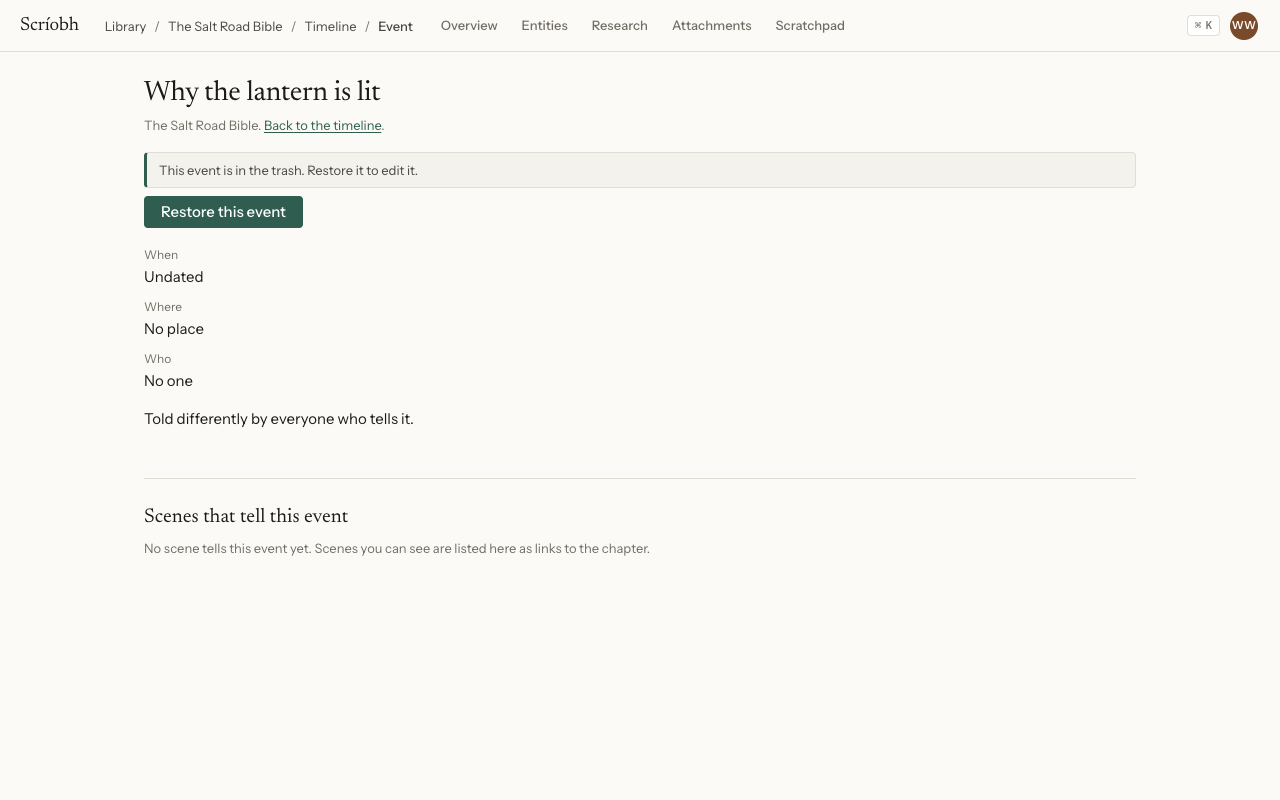 Scríobh
Library / The Salt Road Bible / Timeline / Event
Overview Entities Research Attachments Scratchpad
⌘ K
WW
Why the lantern is lit
The Salt Road Bible. Back to the timeline.
This event is in the trash. Restore it to edit it.
Restore this event
When
Undated
Where
No place
Who
No one
Told differently by everyone who tells it.
Scenes that tell this event
No scene tells this event yet. Scenes you can see are listed here as links to the chapter.